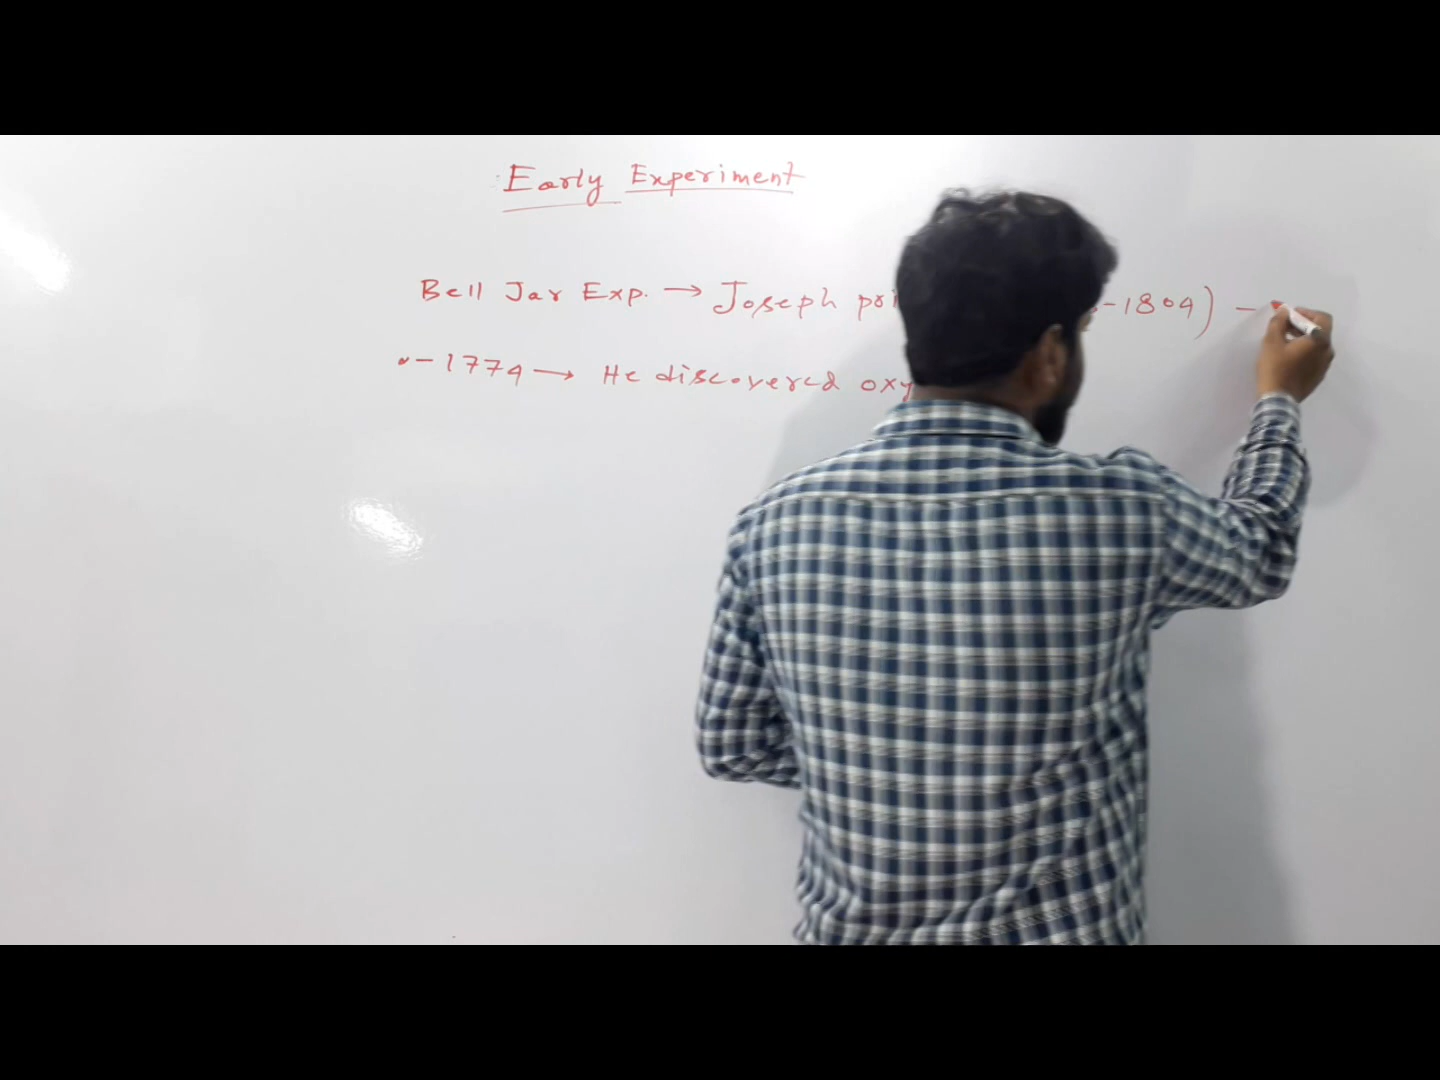 Early Experiment
Bell Jar Exp. → Joseph pri -1804) -
- 1774 → He discovered oxy